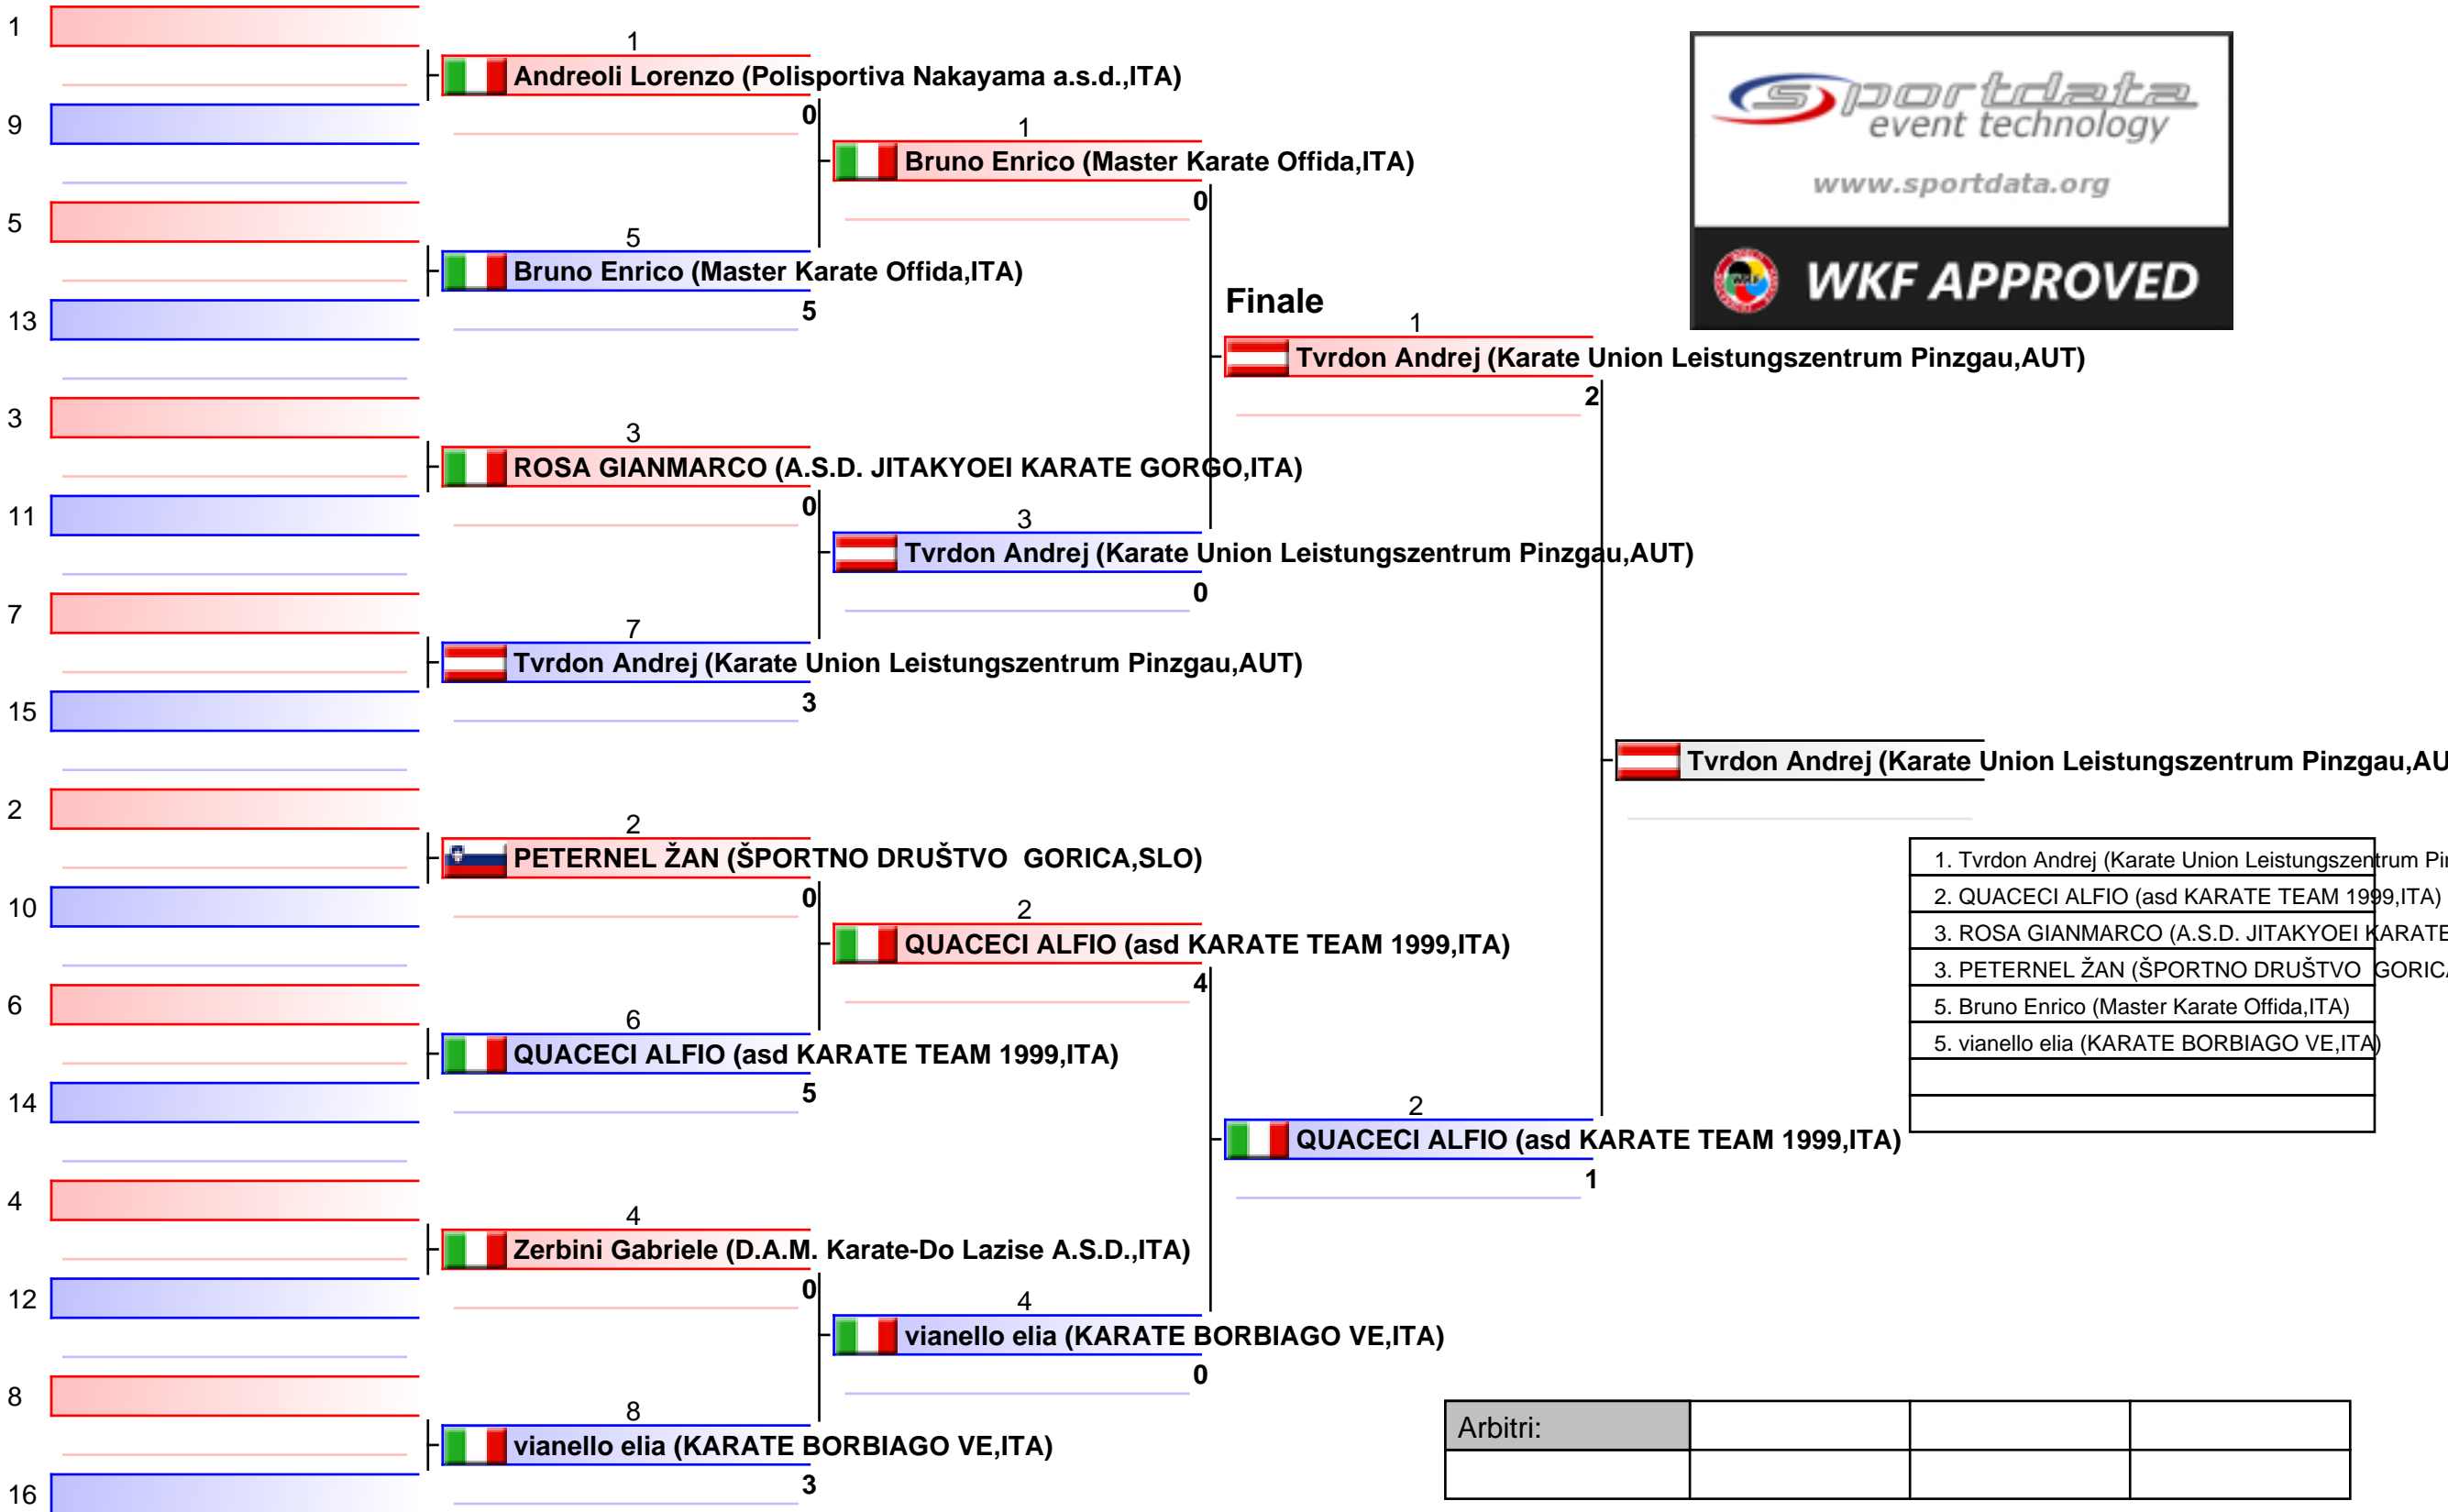 1
9
5
13
3
11
7
15
2
10
6
14
4
12
8
16
1
Andreoli Lorenzo (Polisportiva Nakayama a.s.d.,ITA)
0
5
Bruno Enrico (Master Karate Offida,ITA)
5
3
ROSA GIANMARCO (A.S.D. JITAKYOEI KARATE GORGO,ITA)
0
7
Tvrdon Andrej (Karate Union Leistungszentrum Pinzgau,AUT)
3
2
PETERNEL ŽAN (ŠPORTNO DRUŠTVO  GORICA,SLO)
0
6
QUACECI ALFIO (asd KARATE TEAM 1999,ITA)
5
4
Zerbini Gabriele (D.A.M. Karate-Do Lazise A.S.D.,ITA)
0
8
vianello elia (KARATE BORBIAGO VE,ITA)
3
1
Bruno Enrico (Master Karate Offida,ITA)
0
3
Tvrdon Andrej (Karate Union Leistungszentrum Pinzgau,AUT)
0
2
QUACECI ALFIO (asd KARATE TEAM 1999,ITA)
4
4
vianello elia (KARATE BORBIAGO VE,ITA)
0
Finale
1
Tvrdon Andrej (Karate Union Leistungszentrum Pinzgau,AUT)
2
2
QUACECI ALFIO (asd KARATE TEAM 1999,ITA)
1
Tvrdon Andrej (Karate Union Leistungszentrum Pinzgau,AU
sportdata
event technology
www.sportdata.org
WKF
WKF APPROVED
1. Tvrdon Andrej (Karate Union Leistungszentrum Pin
2. QUACECI ALFIO (asd KARATE TEAM 1999,ITA)
3. ROSA GIANMARCO (A.S.D. JITAKYOEI KARATE
3. PETERNEL ŽAN (ŠPORTNO DRUŠTVO  GORICA
5. Bruno Enrico (Master Karate Offida,ITA)
5. vianello elia (KARATE BORBIAGO VE,ITA)
Arbitri: